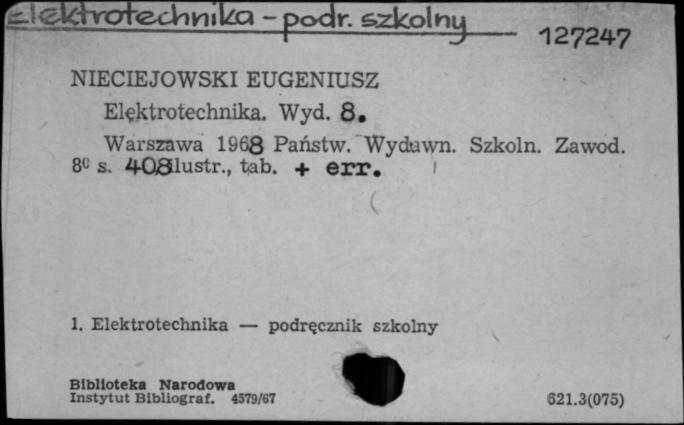 Elektrotechnika - podr. szkolny
127247
NIECIEJOWSKI EUGENIUSZ
Elektrotechnika. Wyd. 8.
Warszawa 1968 Państw. Wydawn. Szkoln. Zawod.
8° s. 408 ilustr., tab. + err.
1. Elektrotechnika — podręcznik szkolny
Biblioteka Narodowa
Instytut Bibliograf. 4579/67
621.3(075)